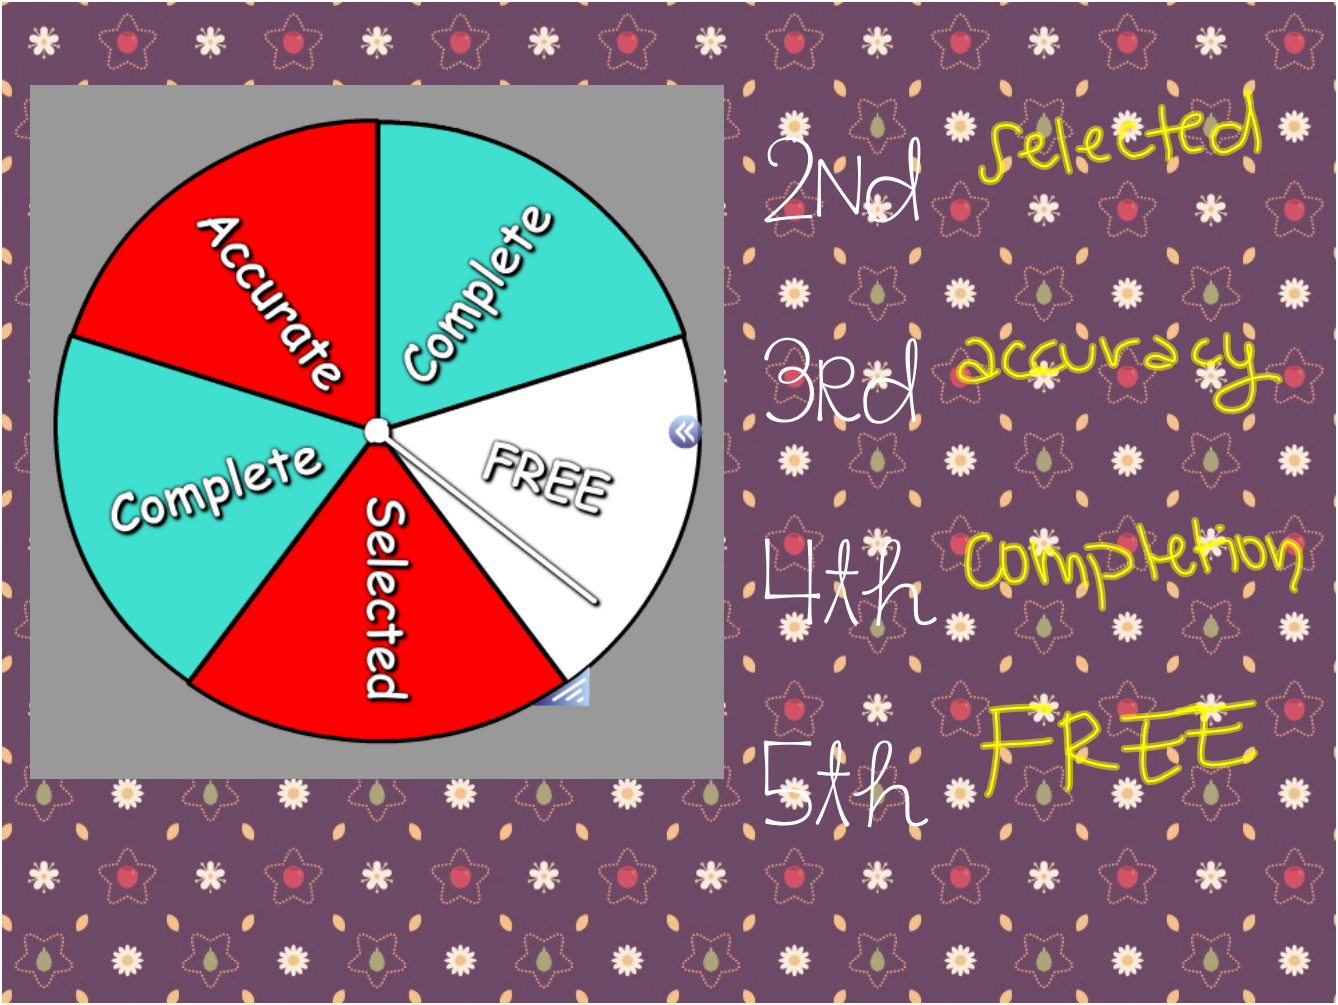 Accurate
Complete
FREE
Selected
Complete
2Nd selected
3Rd accuracy
4th completion
5th FREE